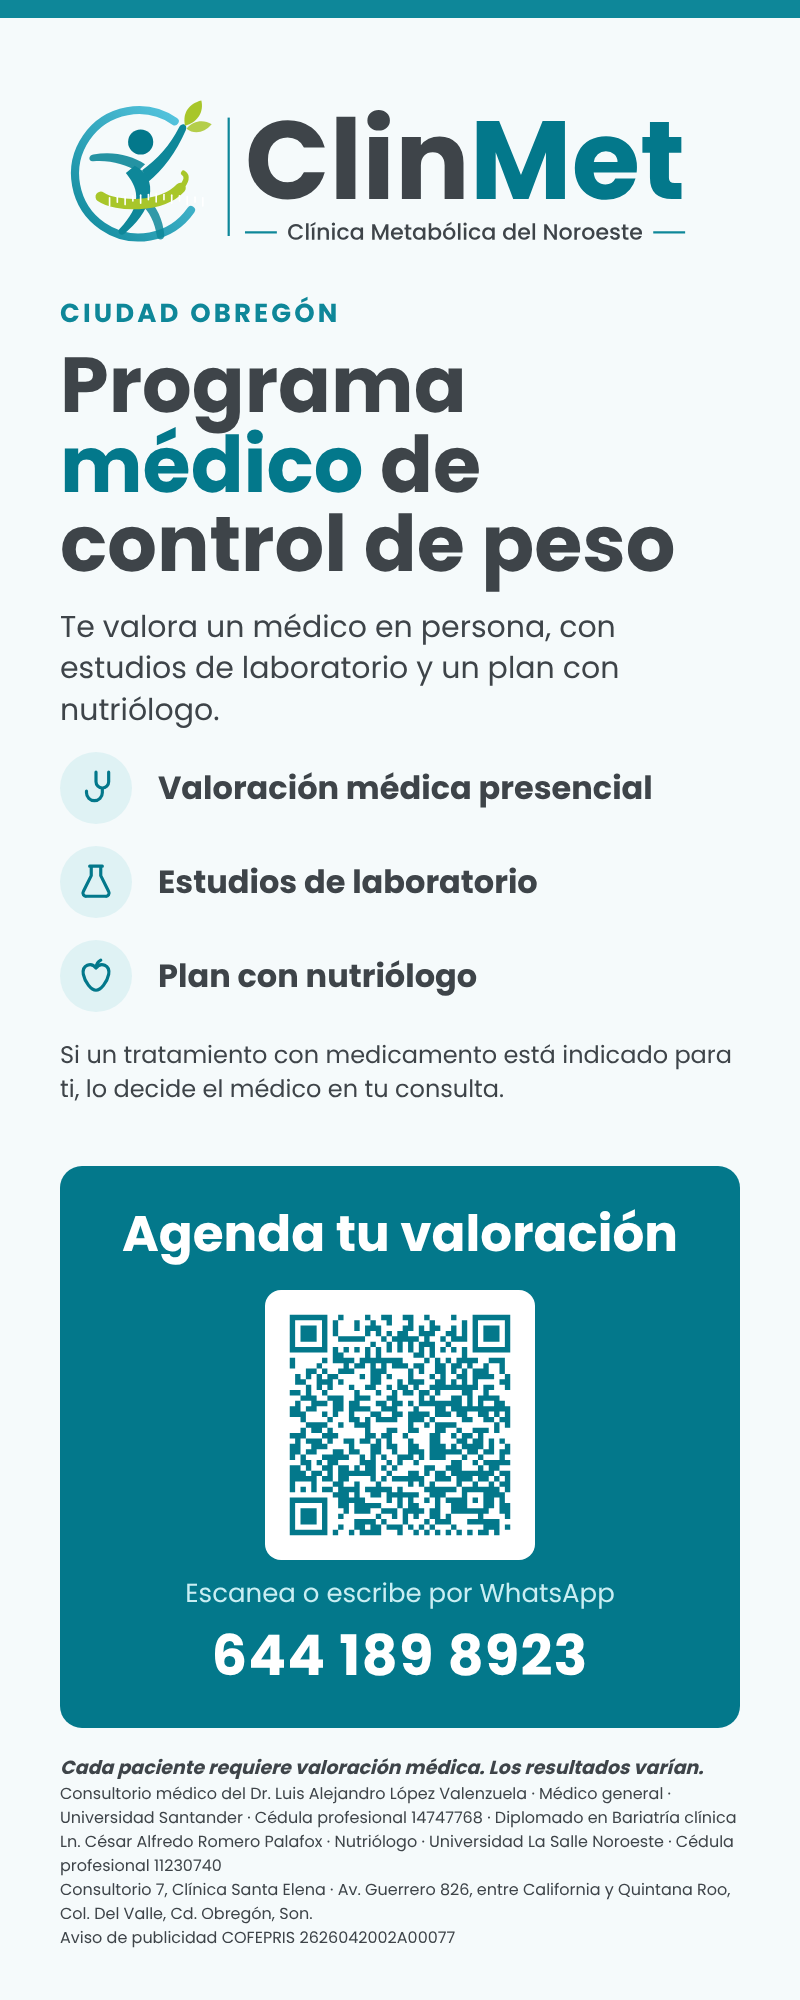 ClinMet
Clínica Metabólica del Noroeste
CIUDAD OBREGÓN
Programa
médico de
control de peso
Te valora un médico en persona, con
estudios de laboratorio y un plan con
nutriólogo.
Valoración médica presencial
Estudios de laboratorio
Plan con nutriólogo
Si un tratamiento con medicamento está indicado para
ti, lo decide el médico en tu consulta.
Agenda tu valoración
Escanea o escribe por WhatsApp
644 189 8923
Cada paciente requiere valoración médica. Los resultados varían.
Consultorio médico del Dr. Luis Alejandro López Valenzuela · Médico general ·
Universidad Santander · Cédula profesional 14747768 · Diplomado en Bariatría clínica
Ln. César Alfredo Romero Palafox · Nutriólogo · Universidad La Salle Noroeste · Cédula
profesional 11230740
Consultorio 7, Clínica Santa Elena · Av. Guerrero 826, entre California y Quintana Roo,
Col. Del Valle, Cd. Obregón, Son.
Aviso de publicidad COFEPRIS 2626042002A00077